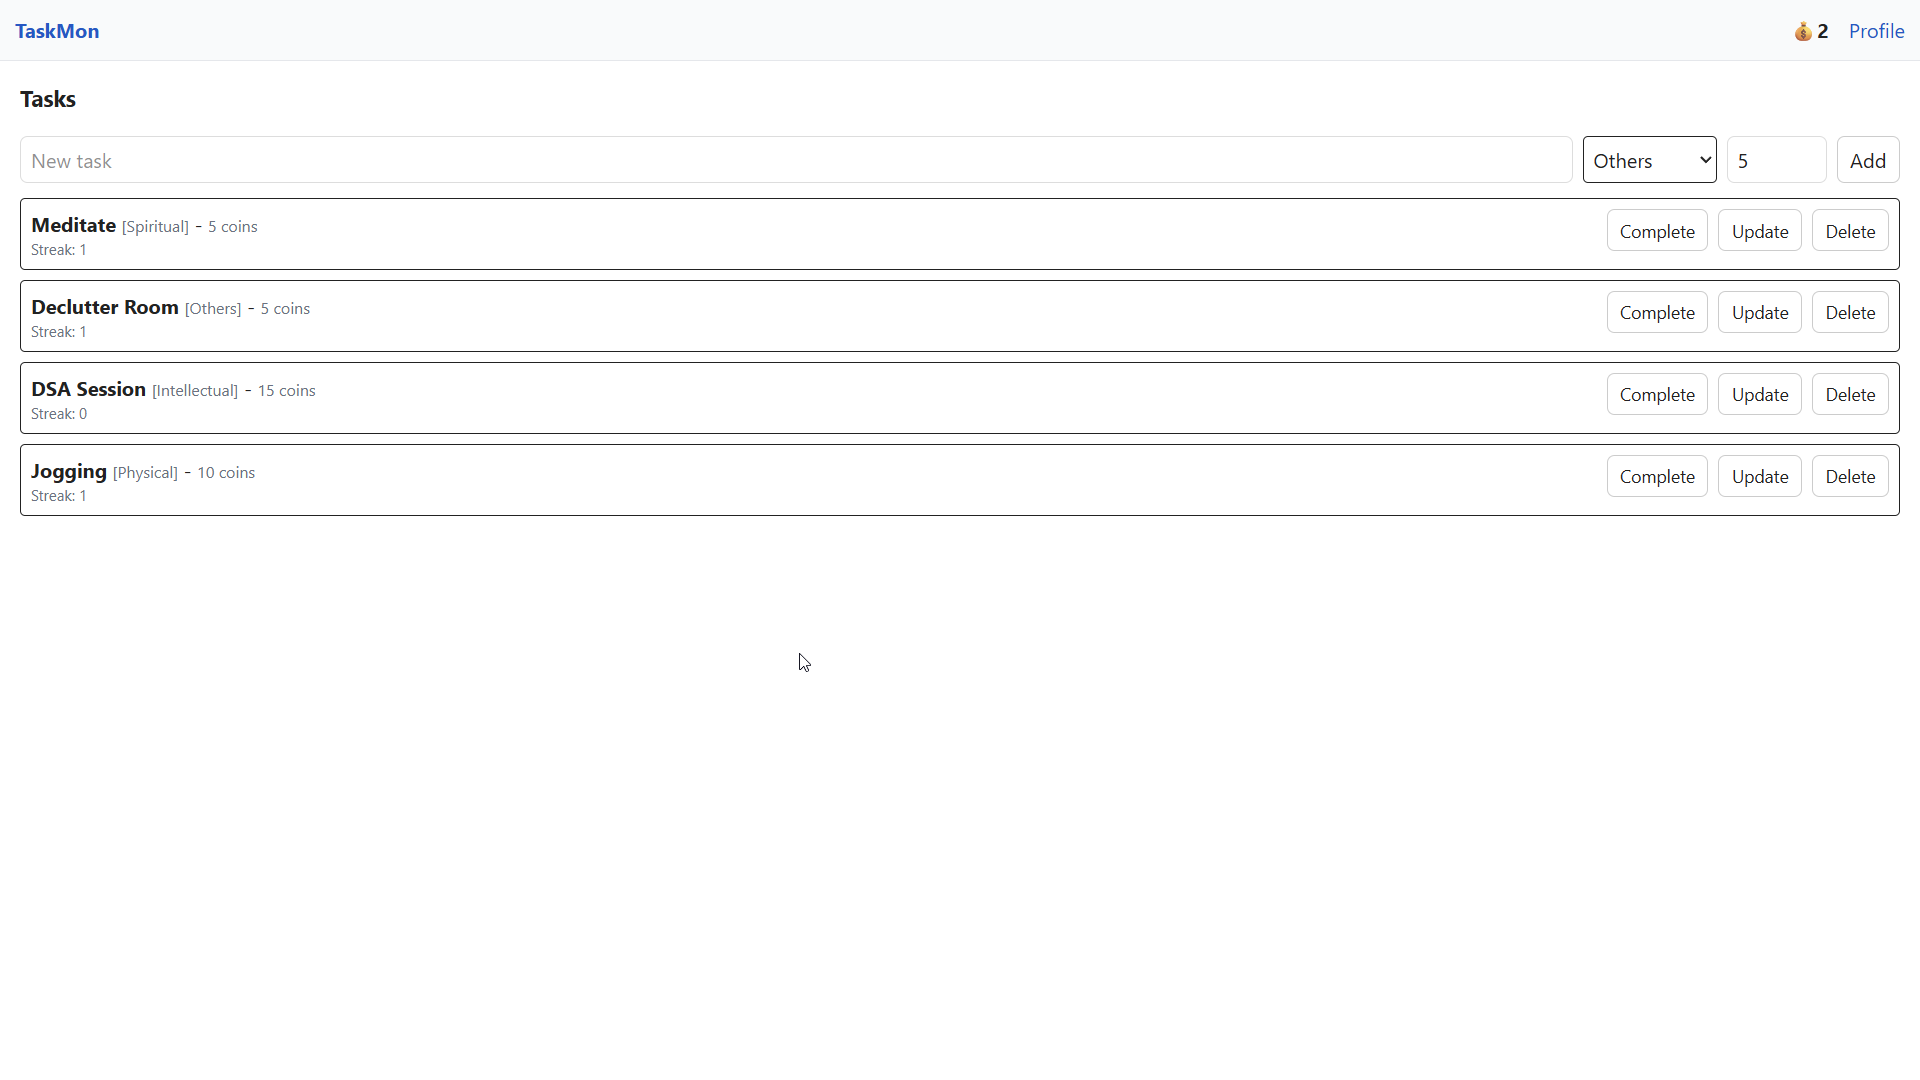 TaskMon
💰 2 Profile
Tasks
New task Others 5 Add
Meditate [Spiritual] - 5 coins Complete Update Delete
Streak: 1
Declutter Room [Others] - 5 coins Complete Update Delete
Streak: 1
DSA Session [Intellectual] - 15 coins Complete Update Delete
Streak: 0
Jogging [Physical] - 10 coins Complete Update Delete
Streak: 1